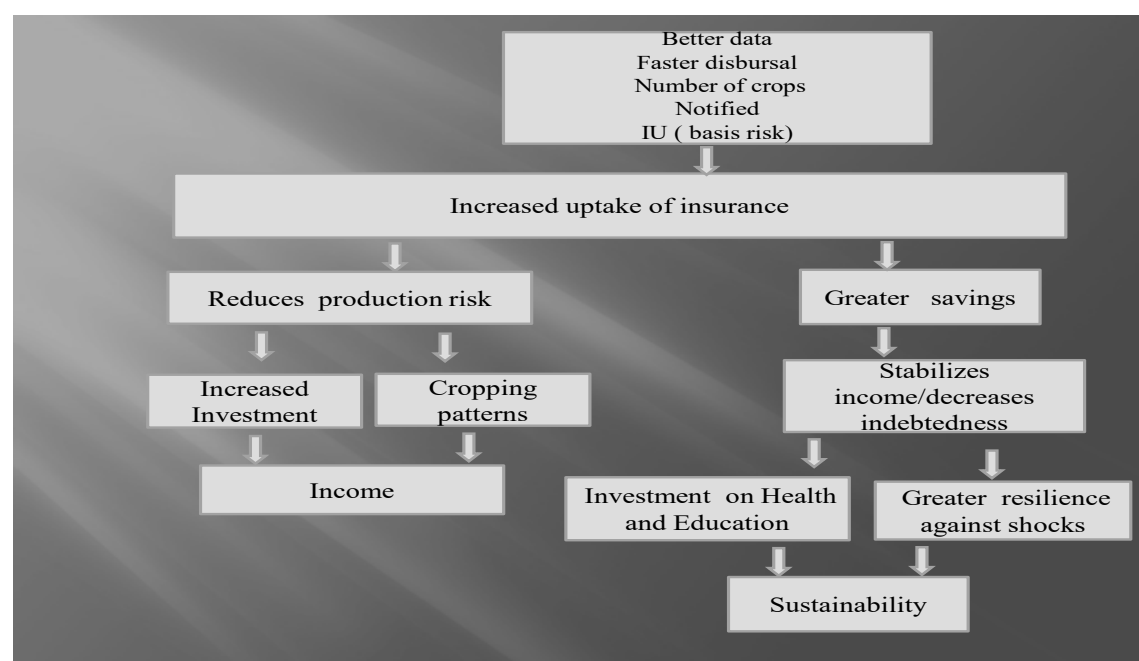 Better data
Faster disbursal
Number of crops
Notified
IU ( basis risk)
Increased uptake of insurance
Reduces production risk
Greater savings
Increased
Investment
Cropping
patterns
Stabilizes
income/decreases
indebtedness
Income
Investment on Health
and Education
Greater resilience
against shocks
Sustainability